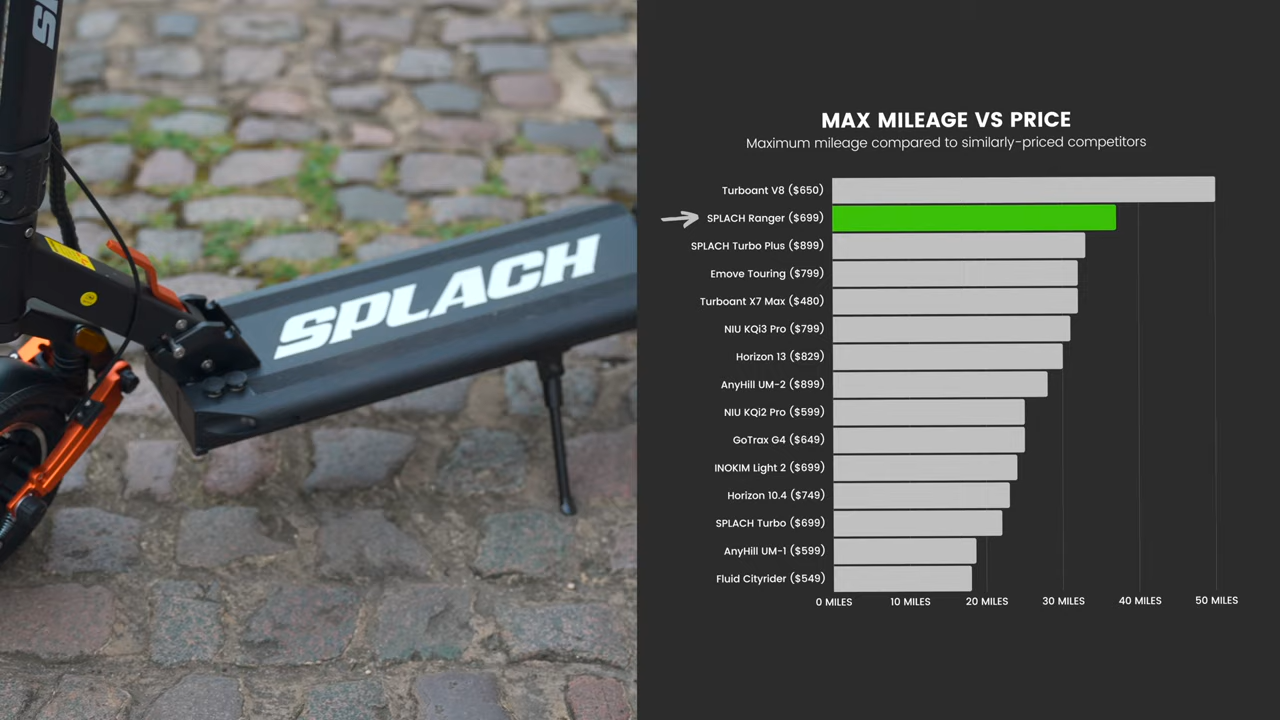 SPLACH
MAX MILEAGE VS PRICE
Maximum mileage compared to similarly-priced competitors
Turboant V8 ($650)
SPLACH Ranger ($699)
SPLACH Turbo Plus ($899)
Emove Touring ($799)
Turboant X7 Max ($480)
NIU KQi3 Pro ($799)
Horizon 13 ($829)
AnyHill UM-2 ($899)
NIU KQi2 Pro ($599)
GoTrax G4 ($649)
INOKIM Light 2 ($699)
Horizon 10.4 ($749)
SPLACH Turbo ($699)
AnyHill UM-1 ($599)
Fluid Cityrider ($549)
0 MILES 10 MILES 20 MILES 30 MILES 40 MILES 50 MILES